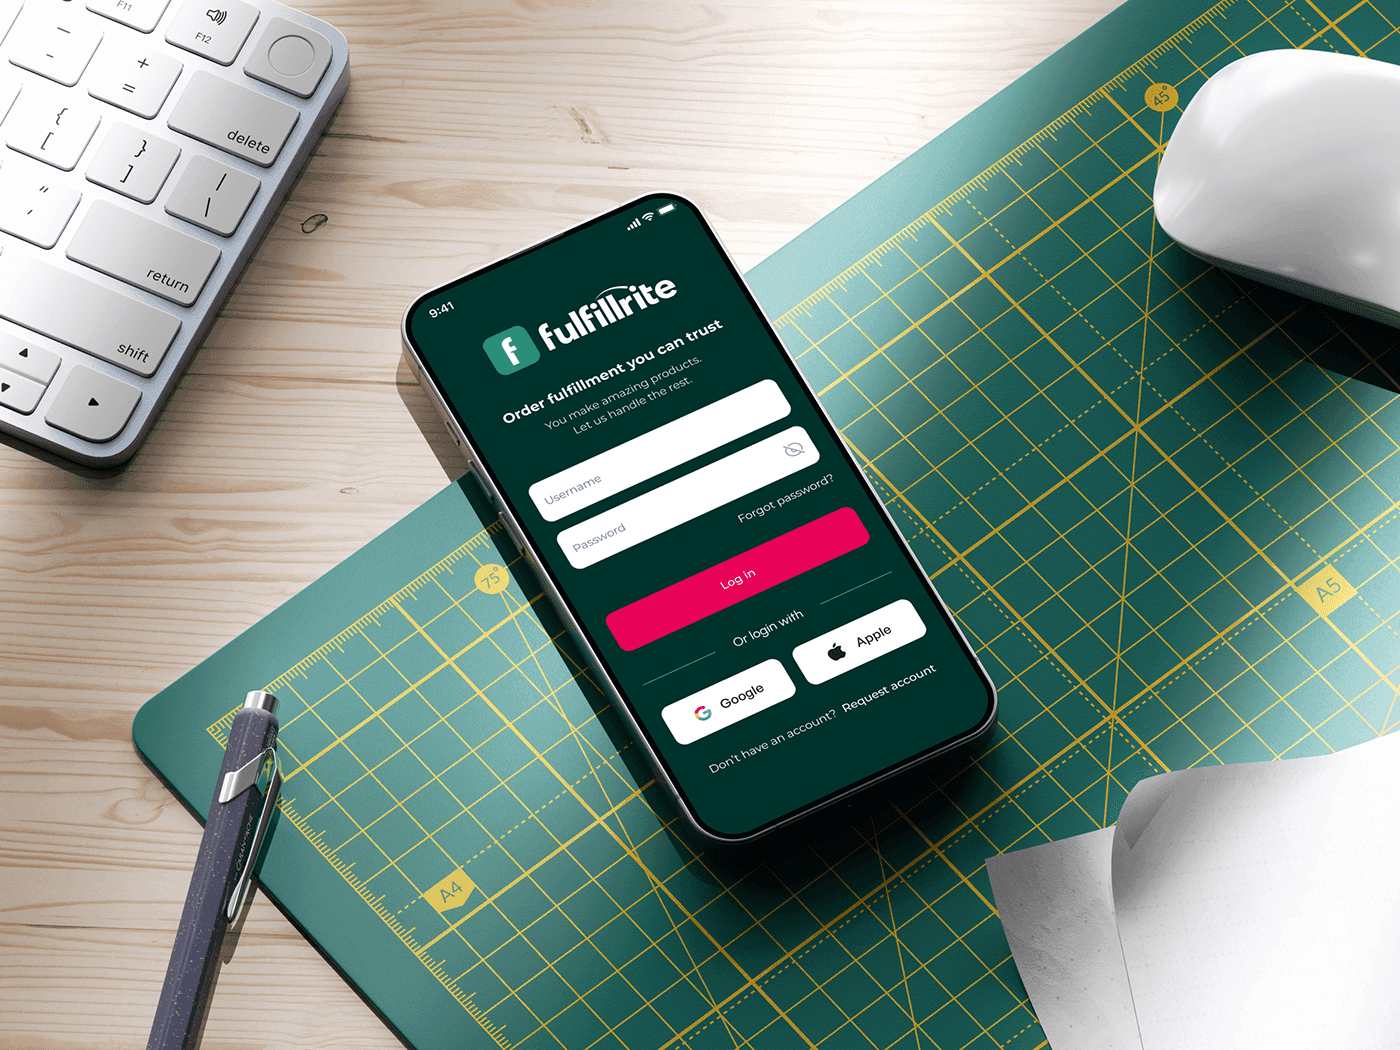 F11
F12
–
-
+
=
delete
{
[
}
]
|
\
"
,
return
shift
45°
9:41
f
fulfillrite
Order fulfillment you can trust
You make amazing products.
Let us handle the rest.
Username
Password
Forgot password?
Log in
Or login with
Google
Apple
Don't have an account? Request account
75°
A5
A4
CARAN D'ACHE